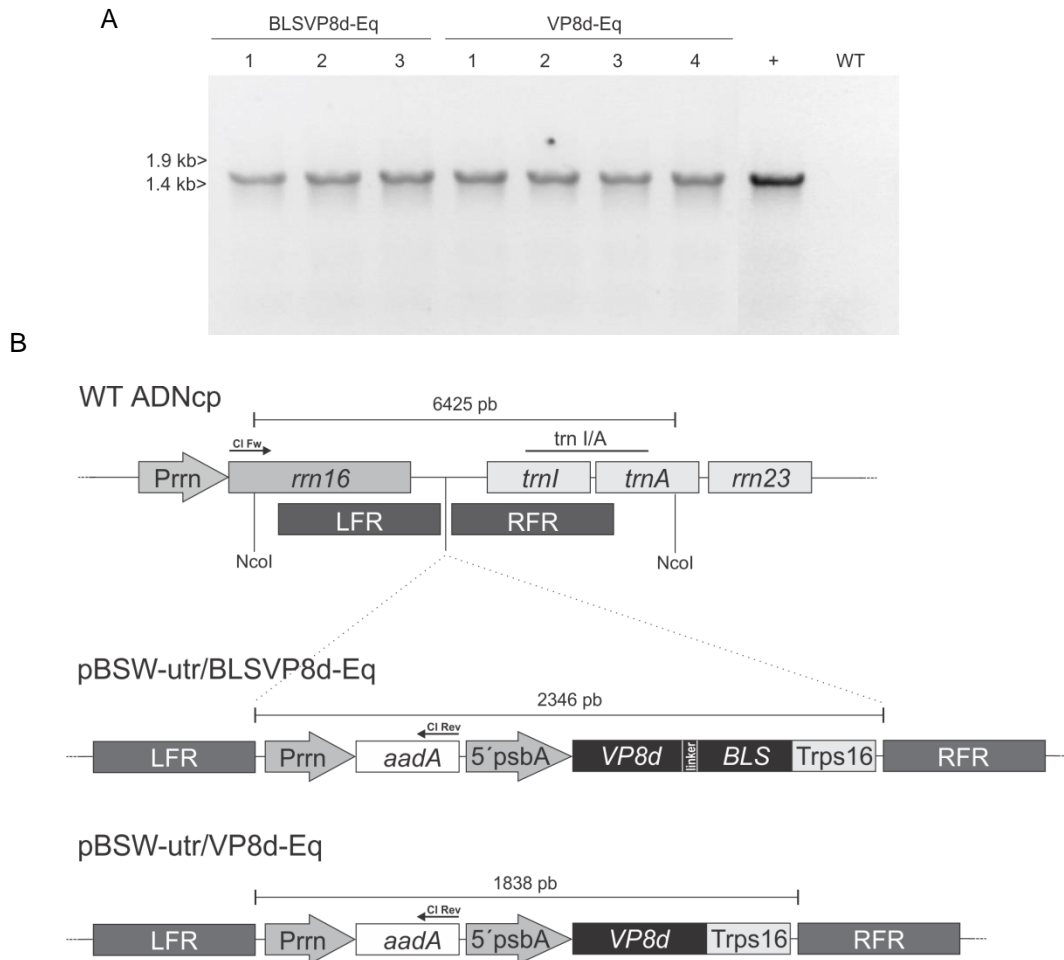 A
BLSVP8d-Eq VP8d-Eq
1 2 3 1 2 3 4 + WT
1.9 kb>
1.4 kb>
B
WT ADNcp
6425 pb
CI Fw trn I/A
Prrn rrn16 trnI trnA rrn23
LFR RFR
NcoI NcoI
pBSW-utr/BLSVP8d-Eq
2346 pb
CI Rev
LFR Prrn aadA 5´psbA VP8d linker BLS Trps16 RFR
pBSW-utr/VP8d-Eq
1838 pb
CI Rev
LFR Prrn aadA 5´psbA VP8d Trps16 RFR